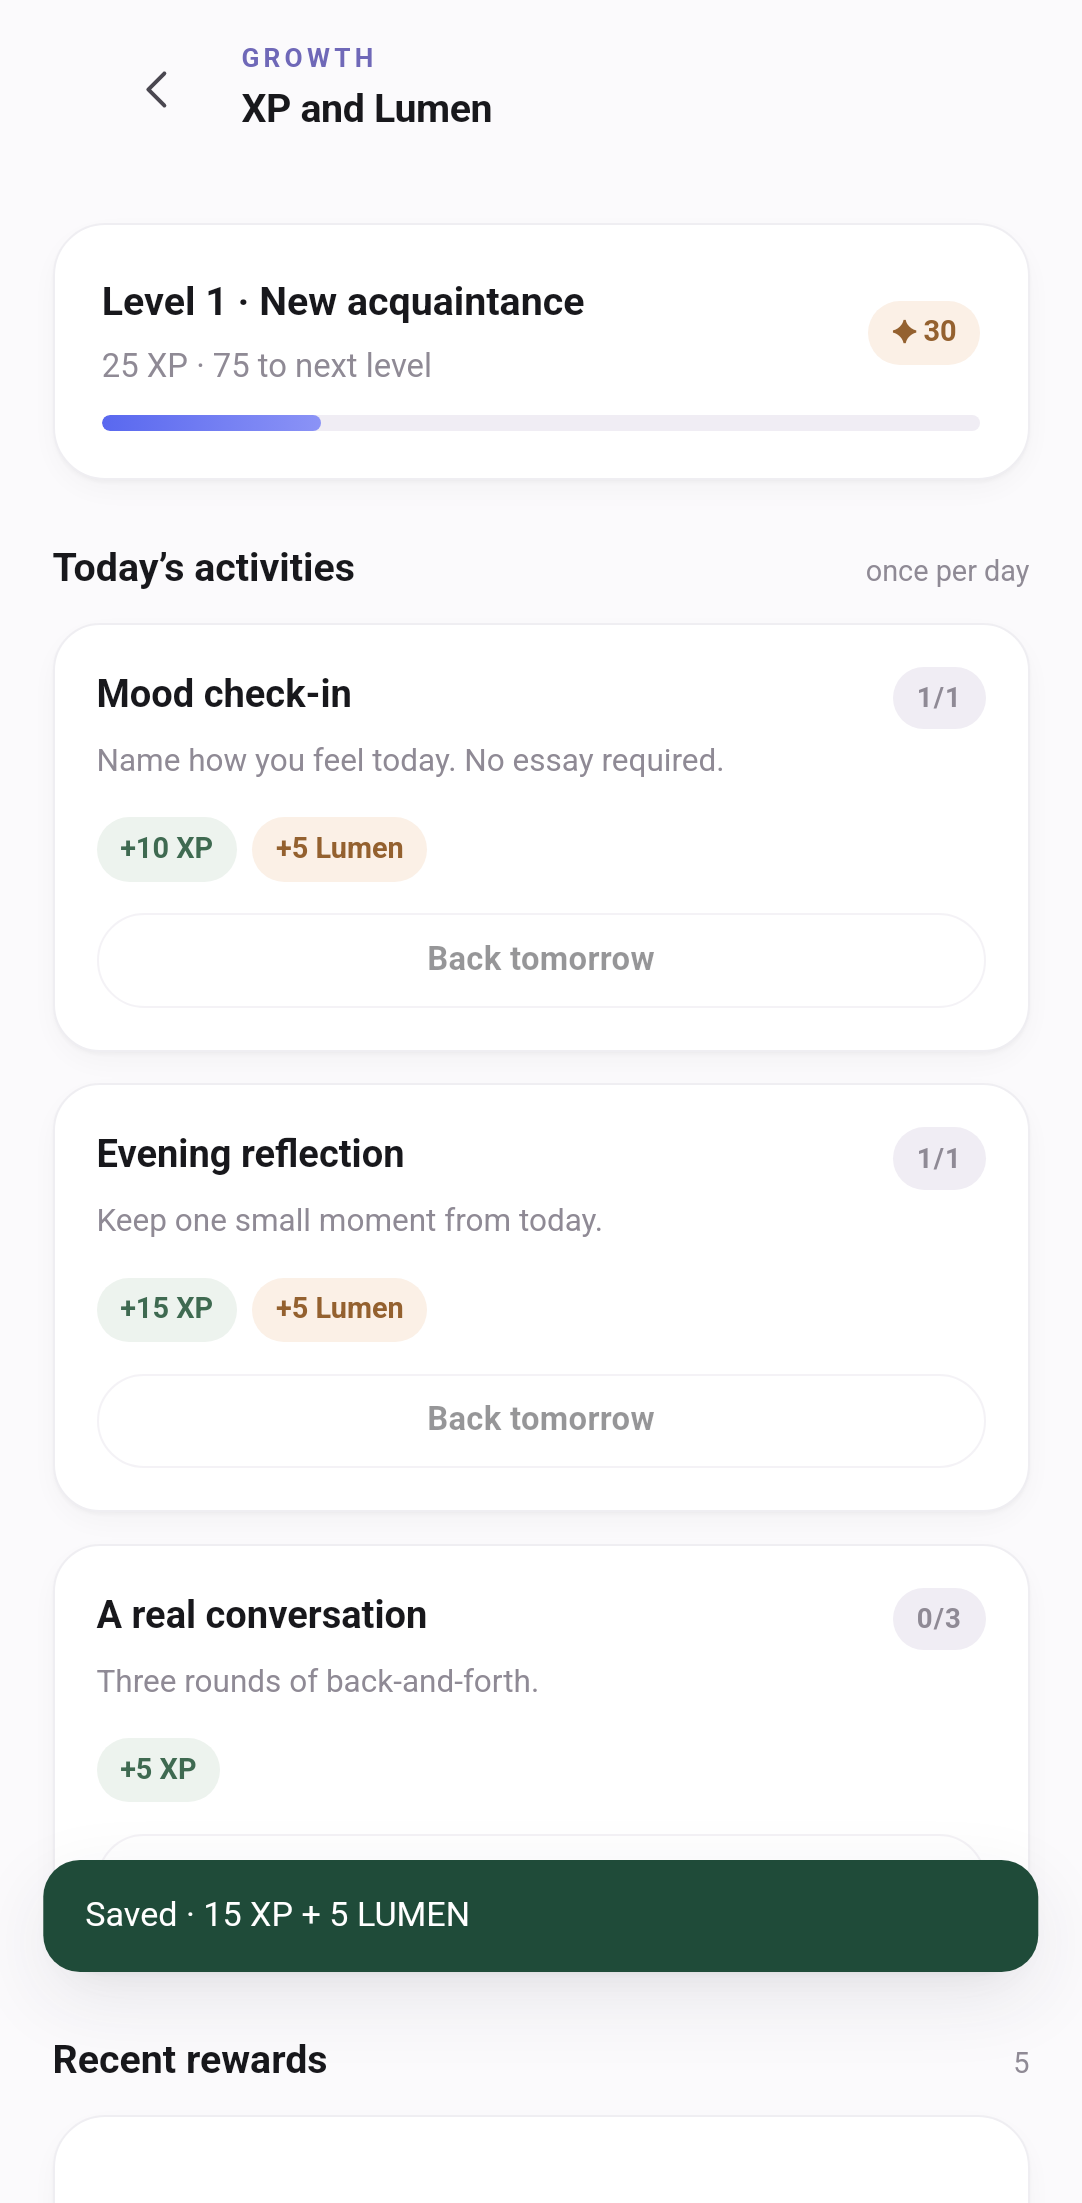 GROWTH
XP and Lumen
Level 1 · New acquaintance
25 XP · 75 to next level
✦ 30
Today’s activities
once per day
Mood check-in
1/1
Name how you feel today. No essay required.
+10 XP
+5 Lumen
Back tomorrow
Evening reflection
1/1
Keep one small moment from today.
+15 XP
+5 Lumen
Back tomorrow
A real conversation
0/3
Three rounds of back-and-forth.
+5 XP
Saved · 15 XP + 5 LUMEN
Recent rewards
5